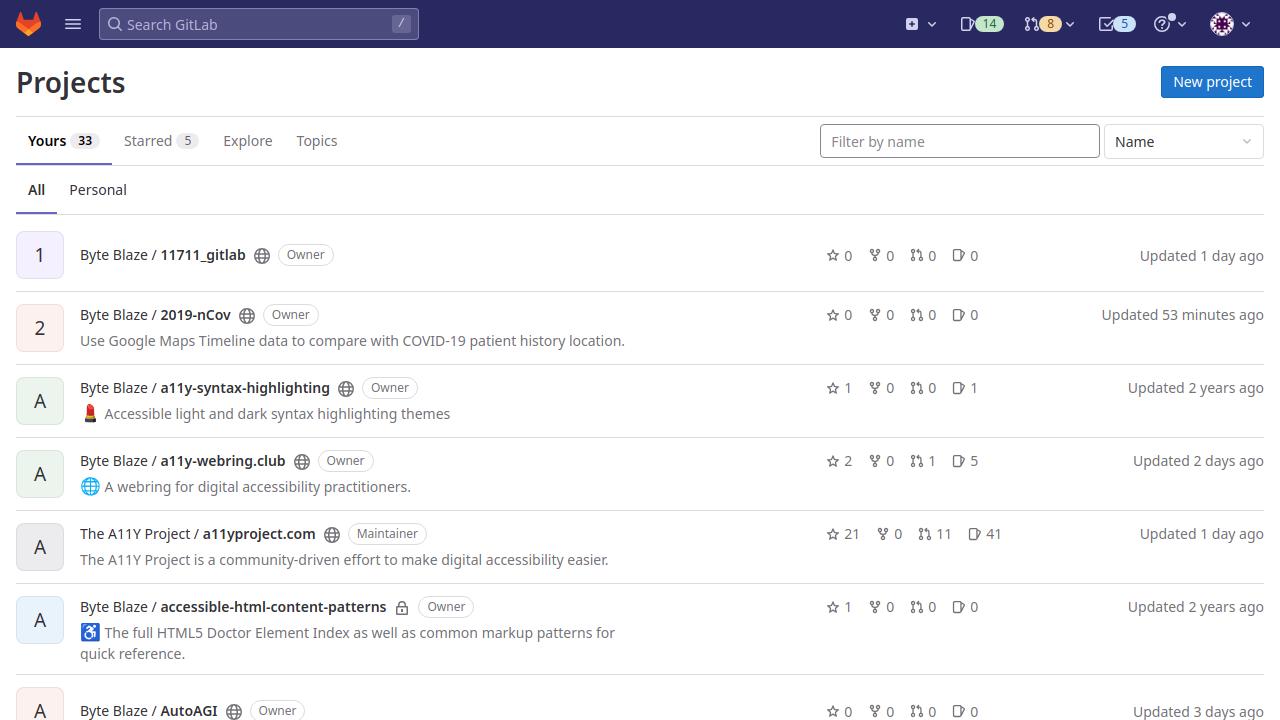 Search GitLab /
14 8 5
Projects
New project
Yours 33 Starred 5 Explore Topics
Filter by name Name
All Personal
1 Byte Blaze / 11711_gitlab Owner 0 0 0 0 Updated 1 day ago
2 Byte Blaze / 2019-nCov Owner 0 0 0 0 Updated 53 minutes ago
Use Google Maps Timeline data to compare with COVID-19 patient history location.
A Byte Blaze / a11y-syntax-highlighting Owner 1 0 0 1 Updated 2 years ago
💄 Accessible light and dark syntax highlighting themes
A Byte Blaze / a11y-webring.club Owner 2 0 1 5 Updated 2 days ago
🌐 A webring for digital accessibility practitioners.
A The A11Y Project / a11yproject.com Maintainer 21 0 11 41 Updated 1 day ago
The A11Y Project is a community-driven effort to make digital accessibility easier.
A Byte Blaze / accessible-html-content-patterns Owner 1 0 0 0 Updated 2 years ago
♿ The full HTML5 Doctor Element Index as well as common markup patterns for
quick reference.
A Byte Blaze / AutoAGI Owner 0 0 0 0 Updated 3 days ago